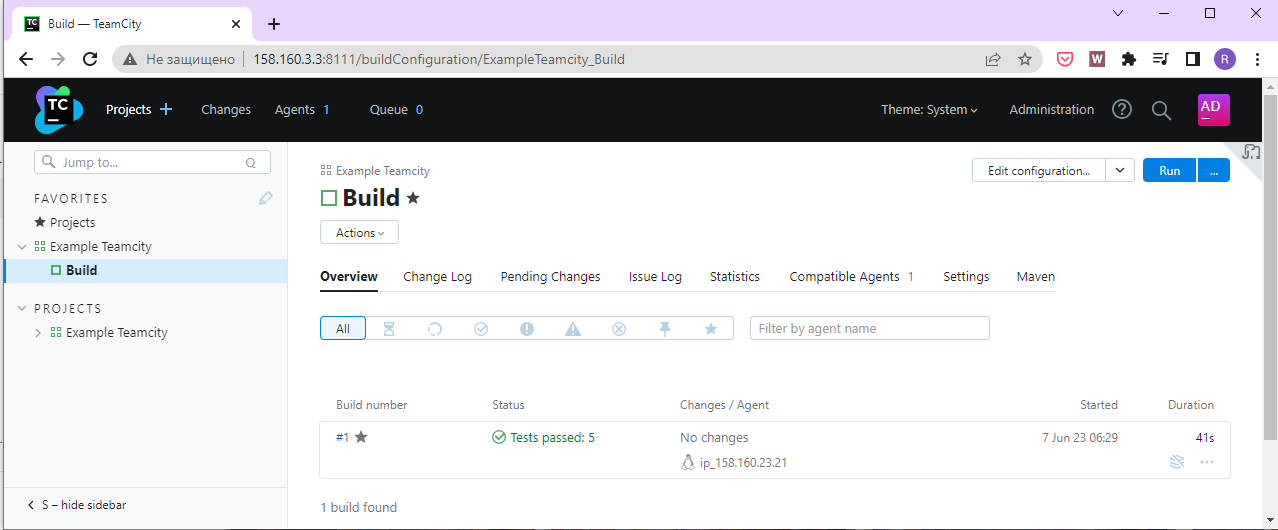 TC Build — TeamCity
Не защищено 158.160.3.3:8111/buildConfiguration/ExampleTeamcity_Build W R
TC Projects Changes Agents 1 Queue 0 Theme: System Administration AD
Jump to... Q
FAVORITES
Projects
Example Teamcity
Build
PROJECTS
Example Teamcity
S – hide sidebar
Example Teamcity
Build
Edit configuration... Run ...
Actions
Overview Change Log Pending Changes Issue Log Statistics Compatible Agents 1 Settings Maven
All Filter by agent name
Build number Status Changes / Agent Started Duration
#1 Tests passed: 5 No changes 7 Jun 23 06:29 41s
ip_158.160.23.21
1 build found